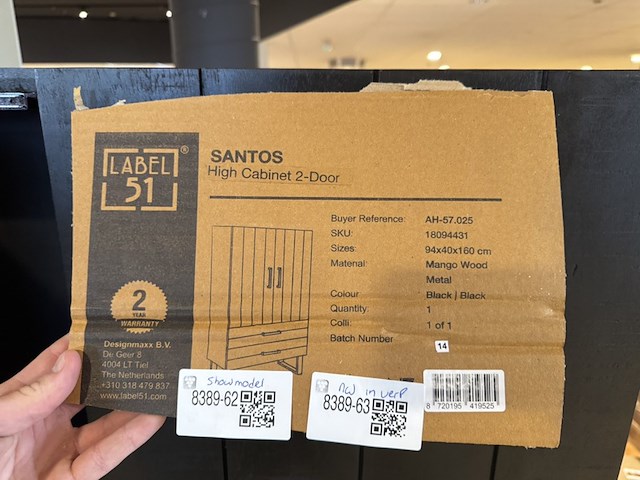 LABEL ®
51
SANTOS
High Cabinet 2-Door
Buyer Reference: AH-57.025
SKU: 18094431
Sizes: 94x40x160 cm
Material: Mango Wood
Metal
Colour Black / Black
Quantity: 1
Colli: 1 of 1
Batch Number 14
2
YEAR
WARRANTY
Designmaxx B.V.
De Geer 8
4004 LT Tiel
The Netherlands
+310 318 479 837
www.label51.com
Showmodel
8389-62
in verp
8389-63
8 720195 419525